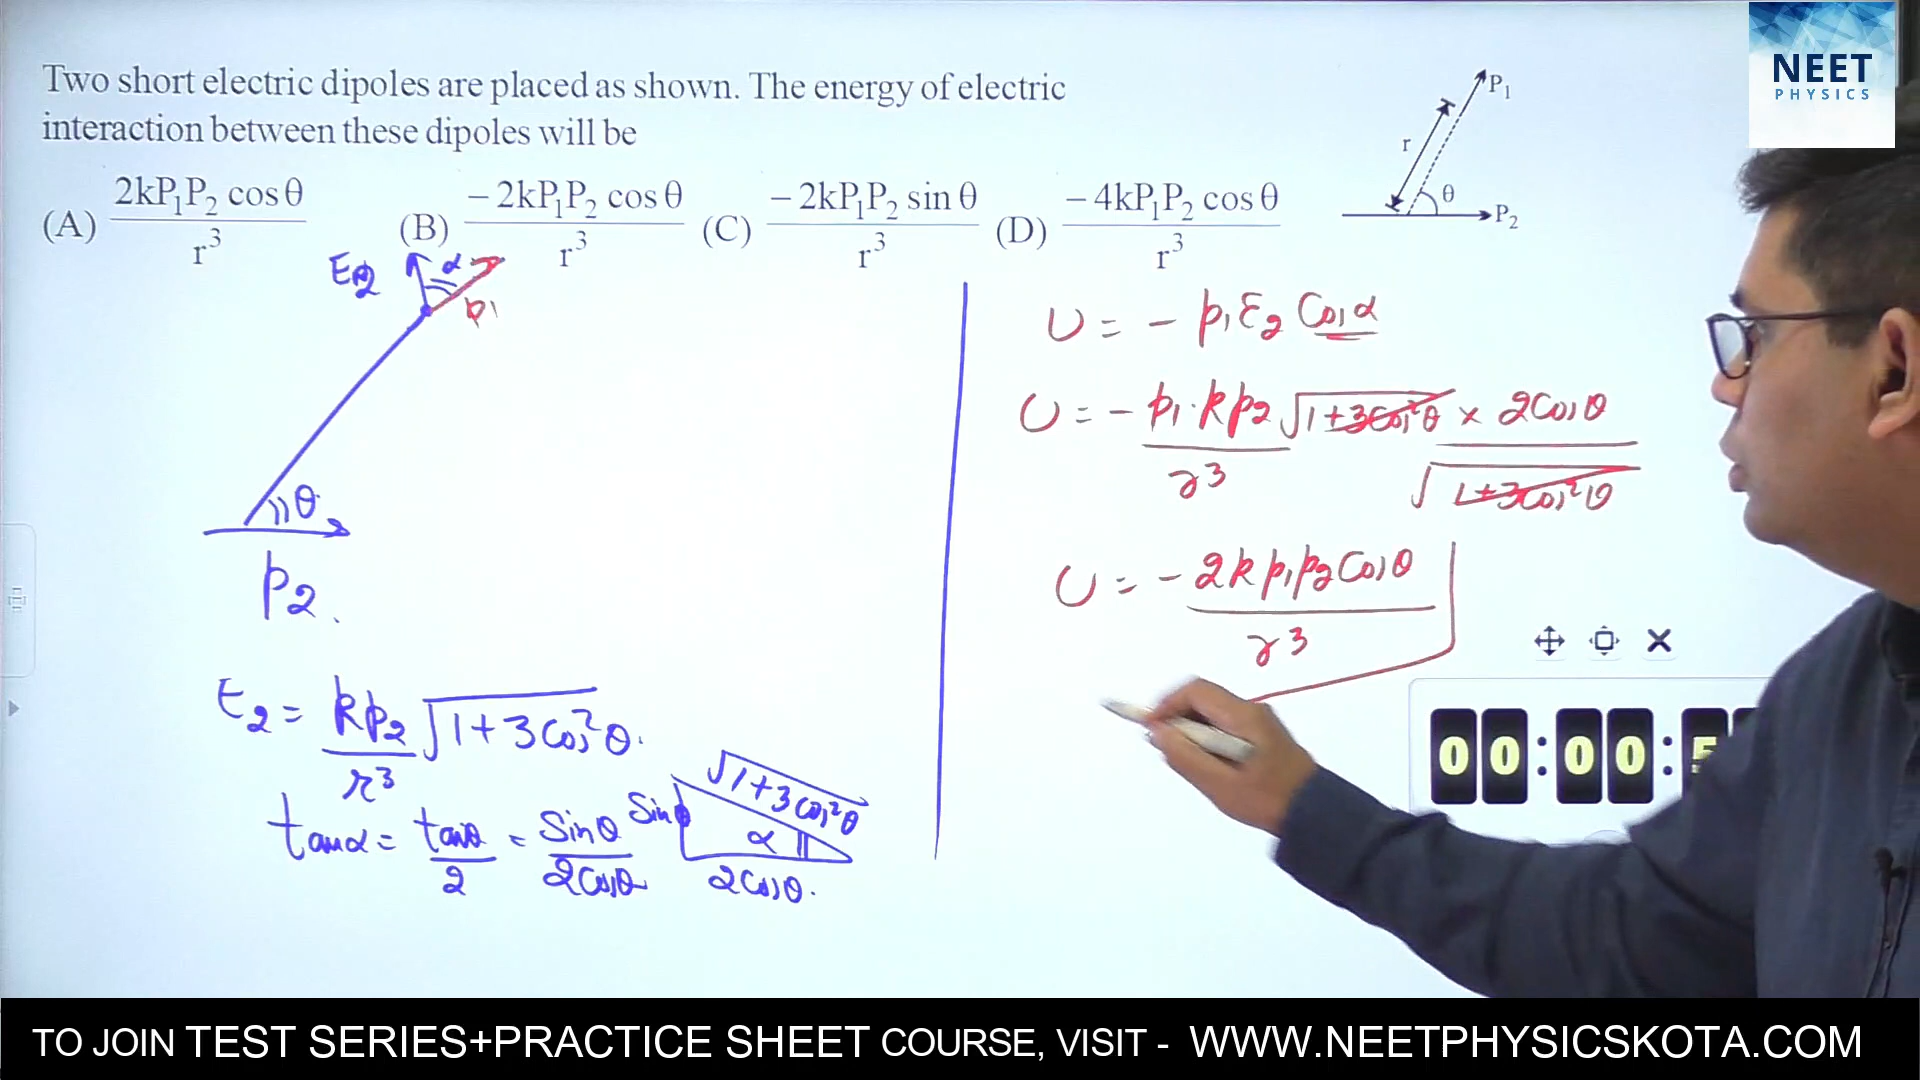 Two short electric dipoles are placed as shown. The energy of electric
interaction between these dipoles will be
(A) 2kP₁P₂ cos θ / r³ (B) − 2kP₁P₂ cos θ / r³ (C) − 2kP₁P₂ sin θ / r³ (D) − 4kP₁P₂ cos θ / r³
P₁
r
θ
P₂
NEET
PHYSICS
E₂ α
p₁
θ
p₂
E₂ = kp₂ / r³ √1+3cos²θ
tanα = tanθ / 2 = sinθ / 2cosθ
sinθ √1+3cos²θ
α
2cosθ
U = − p₁E₂ cosα
U = − p₁·kp₂ / r³ √1+3cos²θ × 2cosθ / √1+3cos²θ
U = − 2kp₁p₂cosθ / r³
00:00:5
TO JOIN TEST SERIES+PRACTICE SHEET COURSE, VISIT - WWW.NEETPHYSICSKOTA.COM